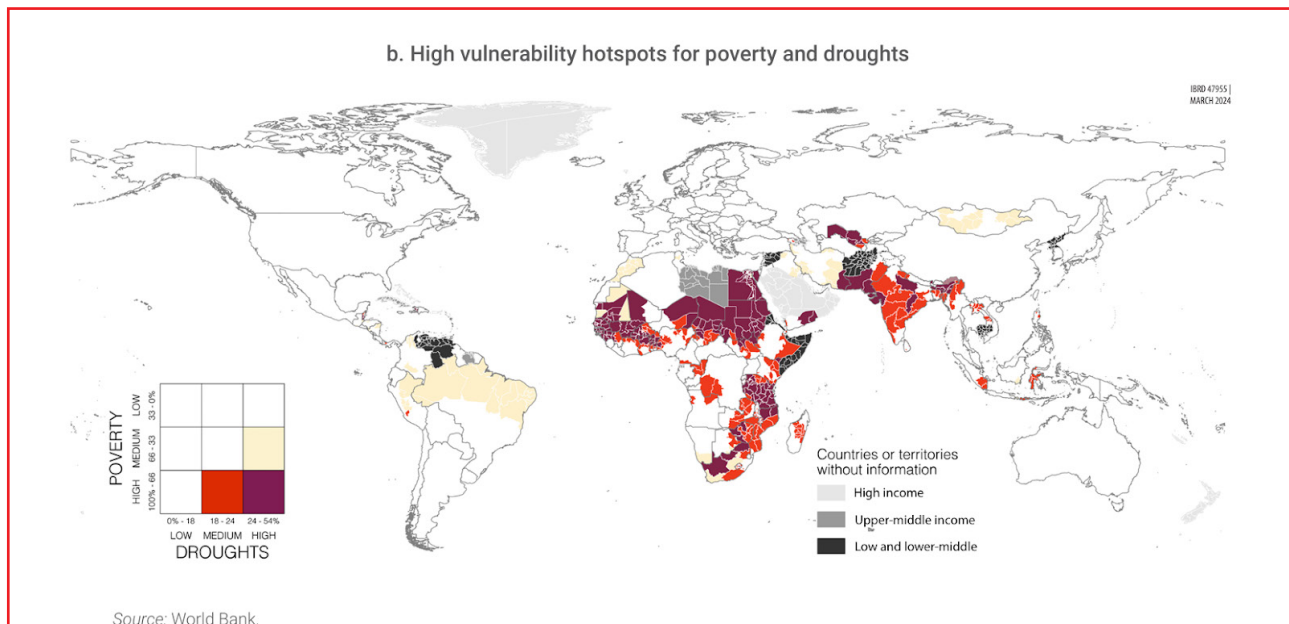 b. High vulnerability hotspots for poverty and droughts
IBRD 47955 |
MARCH 2024
POVERTY
LOW
33 - 0%
MEDIUM
66 - 33
HIGH
100% - 66
0% - 18
18 - 24
24 - 54%
LOW
MEDIUM
HIGH
DROUGHTS
Countries or territories
without information
High income
Upper-middle income
Low and lower-middle
Source: World Bank.